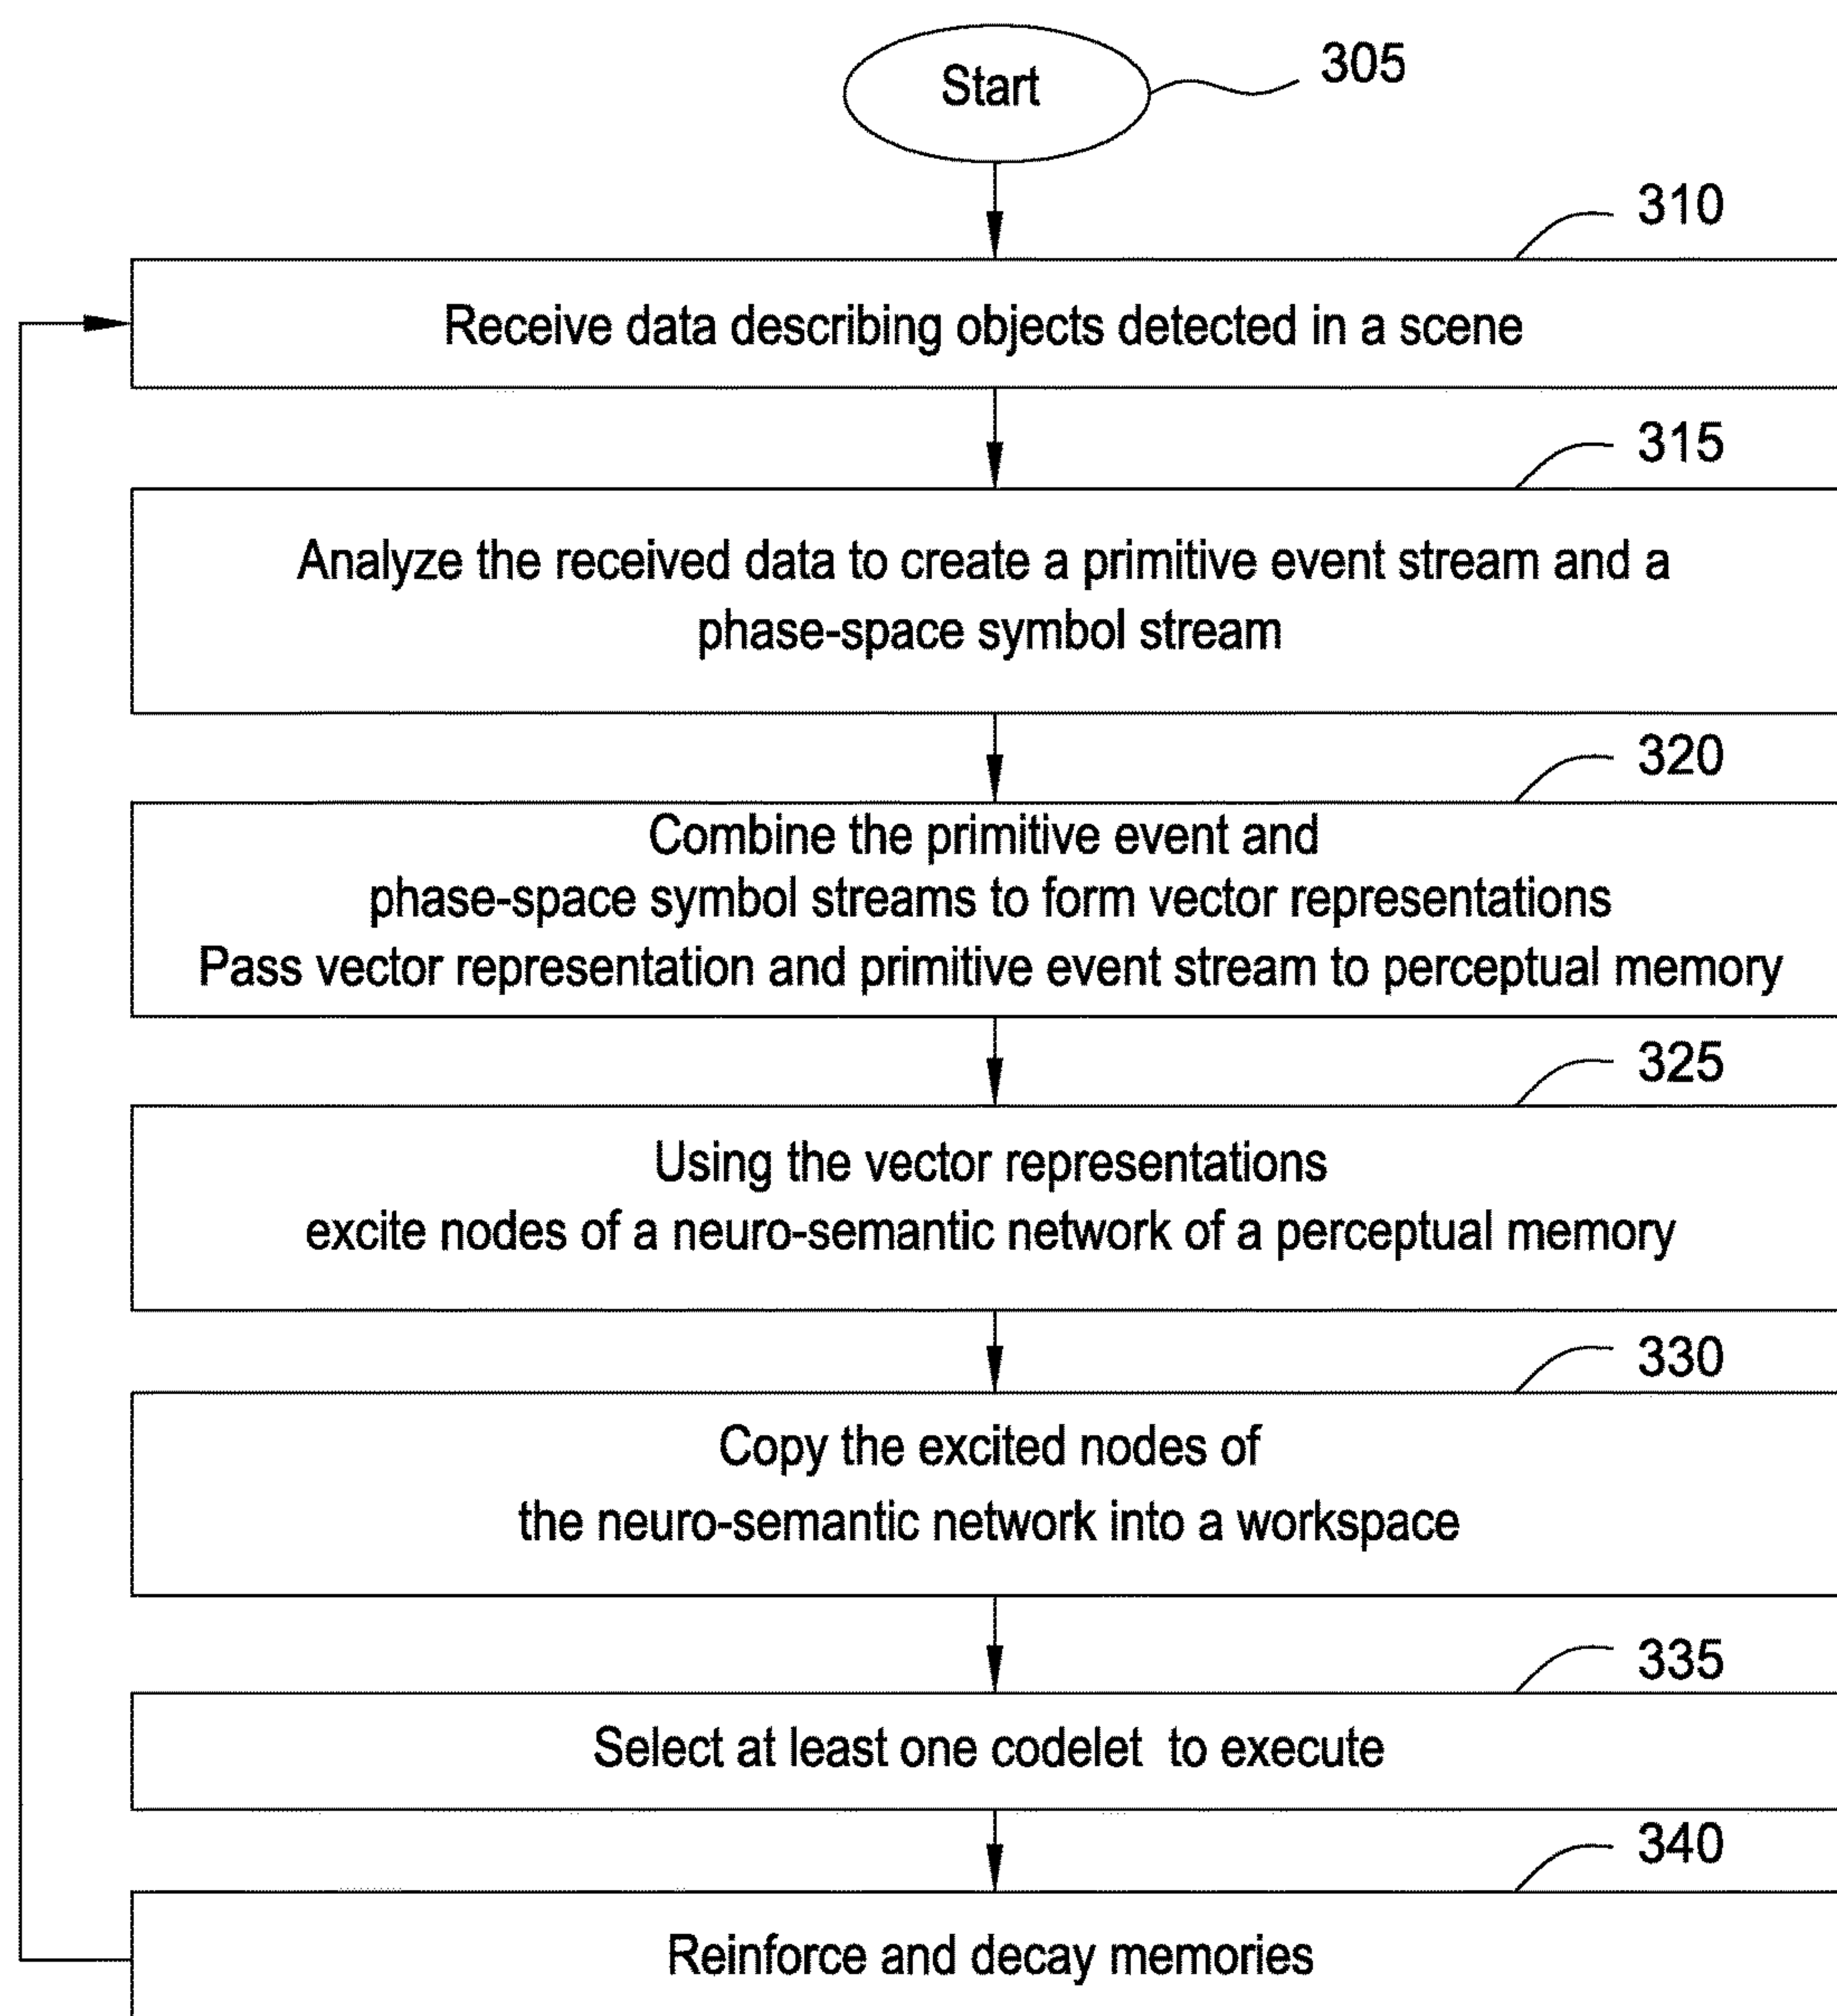 Start
305
310
Receive data describing objects detected in a scene
315
Analyze the received data to create a primitive event stream and a
phase-space symbol stream
320
Combine the primitive event and
phase-space symbol streams to form vector representations
Pass vector representation and primitive event stream to perceptual memory
325
Using the vector representations
excite nodes of a neuro-semantic network of a perceptual memory
330
Copy the excited nodes of
the neuro-semantic network into a workspace
335
Select at least one codelet to execute
340
Reinforce and decay memories